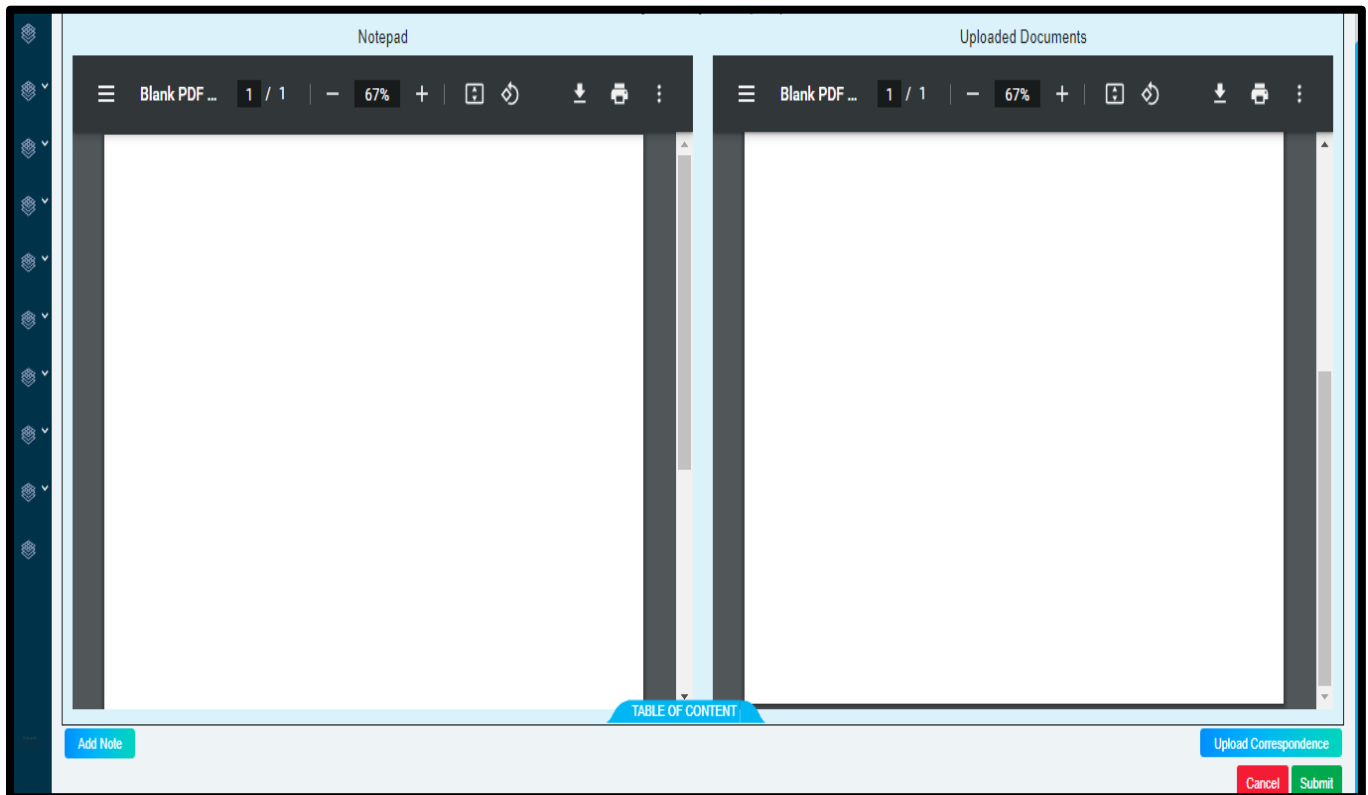 Notepad
Uploaded Documents
Blank PDF ... 1 / 1 67%
Blank PDF ... 1 / 1 67%
TABLE OF CONTENT
Add Note
Upload Correspondence
Cancel Submit